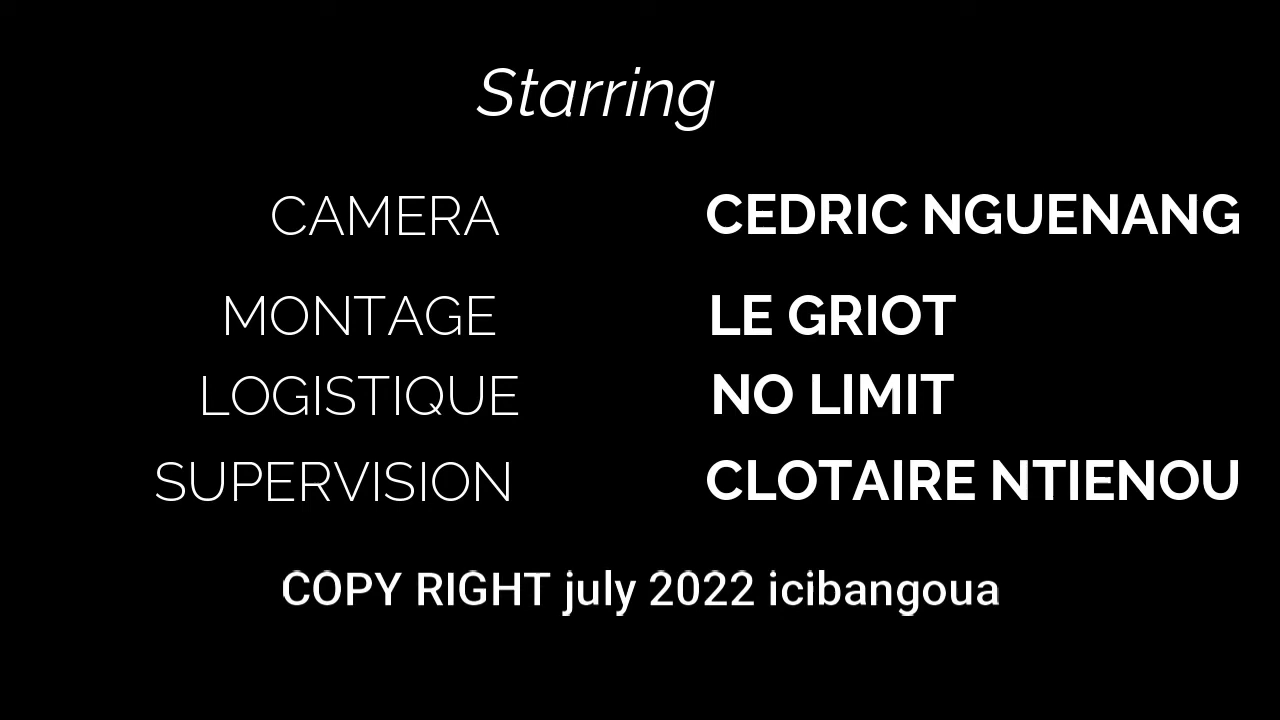 Starring
CAMERA CEDRIC NGUENANG
MONTAGE LE GRIOT
LOGISTIQUE NO LIMIT
SUPERVISION CLOTAIRE NTIENOU
COPY RIGHT july 2022 icibangoua